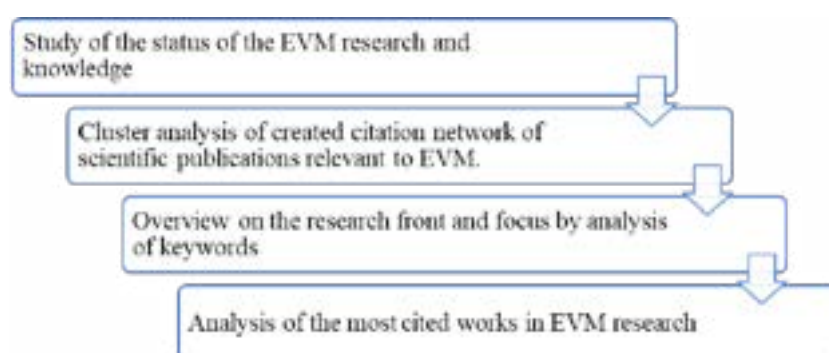 Study of the status of the EVM research and
knowledge
Cluster analysis of created citation network of
scientific publications relevant to EVM.
Overview on the research front and focus by analysis
of keywords
Analysis of the most cited works in EVM research